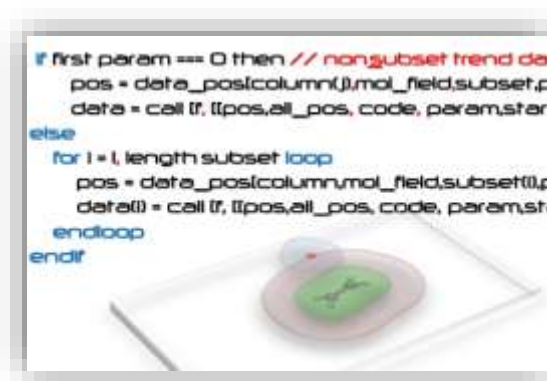 if first param === 0 then // nonsubset trend da
pos = data_pos[column(j),mol_field,subset,p
data = call [f, [[pos,all_pos, code, param,star
else
for i = 1, length subset loop
pos = data_pos[column,mol_field,subset(i),p
data(i) = call [f, [[pos,all_pos, code, param,st
endloop
endif